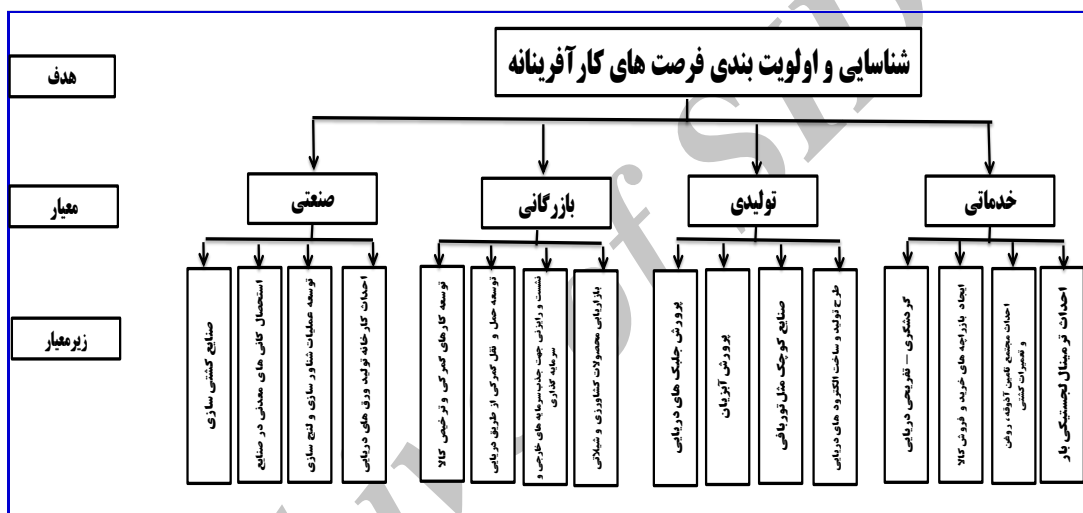 هدف
شناسایی و اولویت بندی فرصت های کارآفرینانه
معیار
خدماتی
تولیدی
بازرگانی
صنعتی
زیرمعیار
احداث ترمینال لجستیکی بار
احداث مجتمع تامین آذوقه، روغن
و تعمیرات کشتی
ایجاد بازارچه های خرید و فروش کالا
گردشگری – تفریحی دریایی
طرح تولید و ساخت الکترود های دریایی
صنایع کوچک مثل توربافی
پرورش آبزیان
پرورش جلبک های دریایی
بازاریابی محصولات کشاورزی و شیلاتی
نشست و رایزنی جهت جذب سرمایه های خارجی و
سرمایه گذاری
توسعه حمل و نقل گمرکی از طریق دریایی
توسعه کارهای گمرکی و ترخیص کالا
احداث کارخانه تولید ورق های دریایی
توسعه عملیات شناور سازی و لنج سازی
استحصال کانی های معدنی در صنایع
صنایع کشتی سازی
of